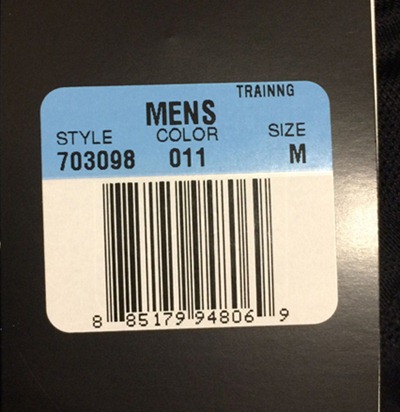 TRAINNG
MENS
STYLE COLOR SIZE
703098 011 M
8 85179 94806 9